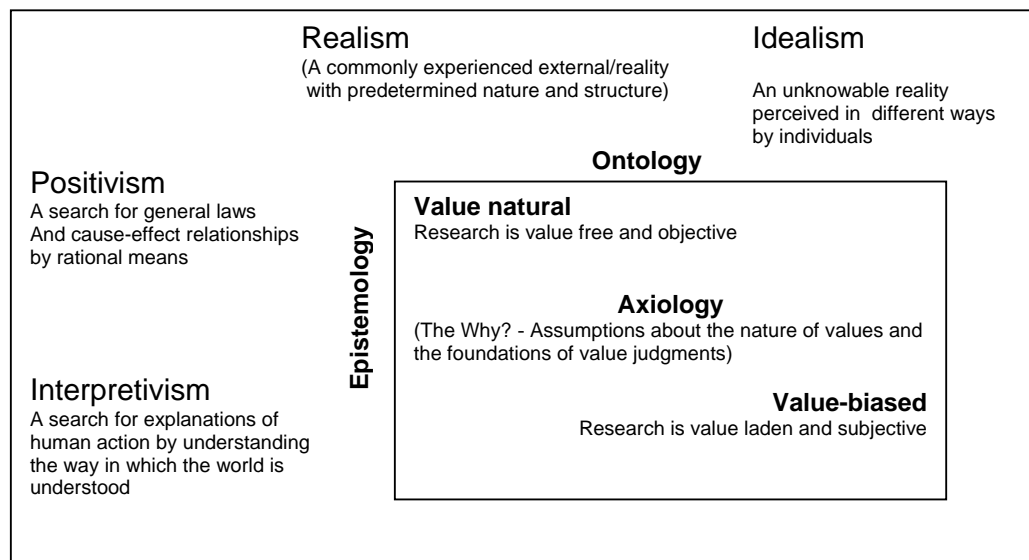 Realism
(A commonly experienced external/reality
with predetermined nature and structure)
Idealism
An unknowable reality
perceived in different ways
by individuals
Ontology
Positivism
A search for general laws
And cause-effect relationships
by rational means
Epistemology
Value natural
Research is value free and objective
Axiology
(The Why? - Assumptions about the nature of values and
the foundations of value judgments)
Interpretivism
A search for explanations of
human action by understanding
the way in which the world is
understood
Value-biased
Research is value laden and subjective